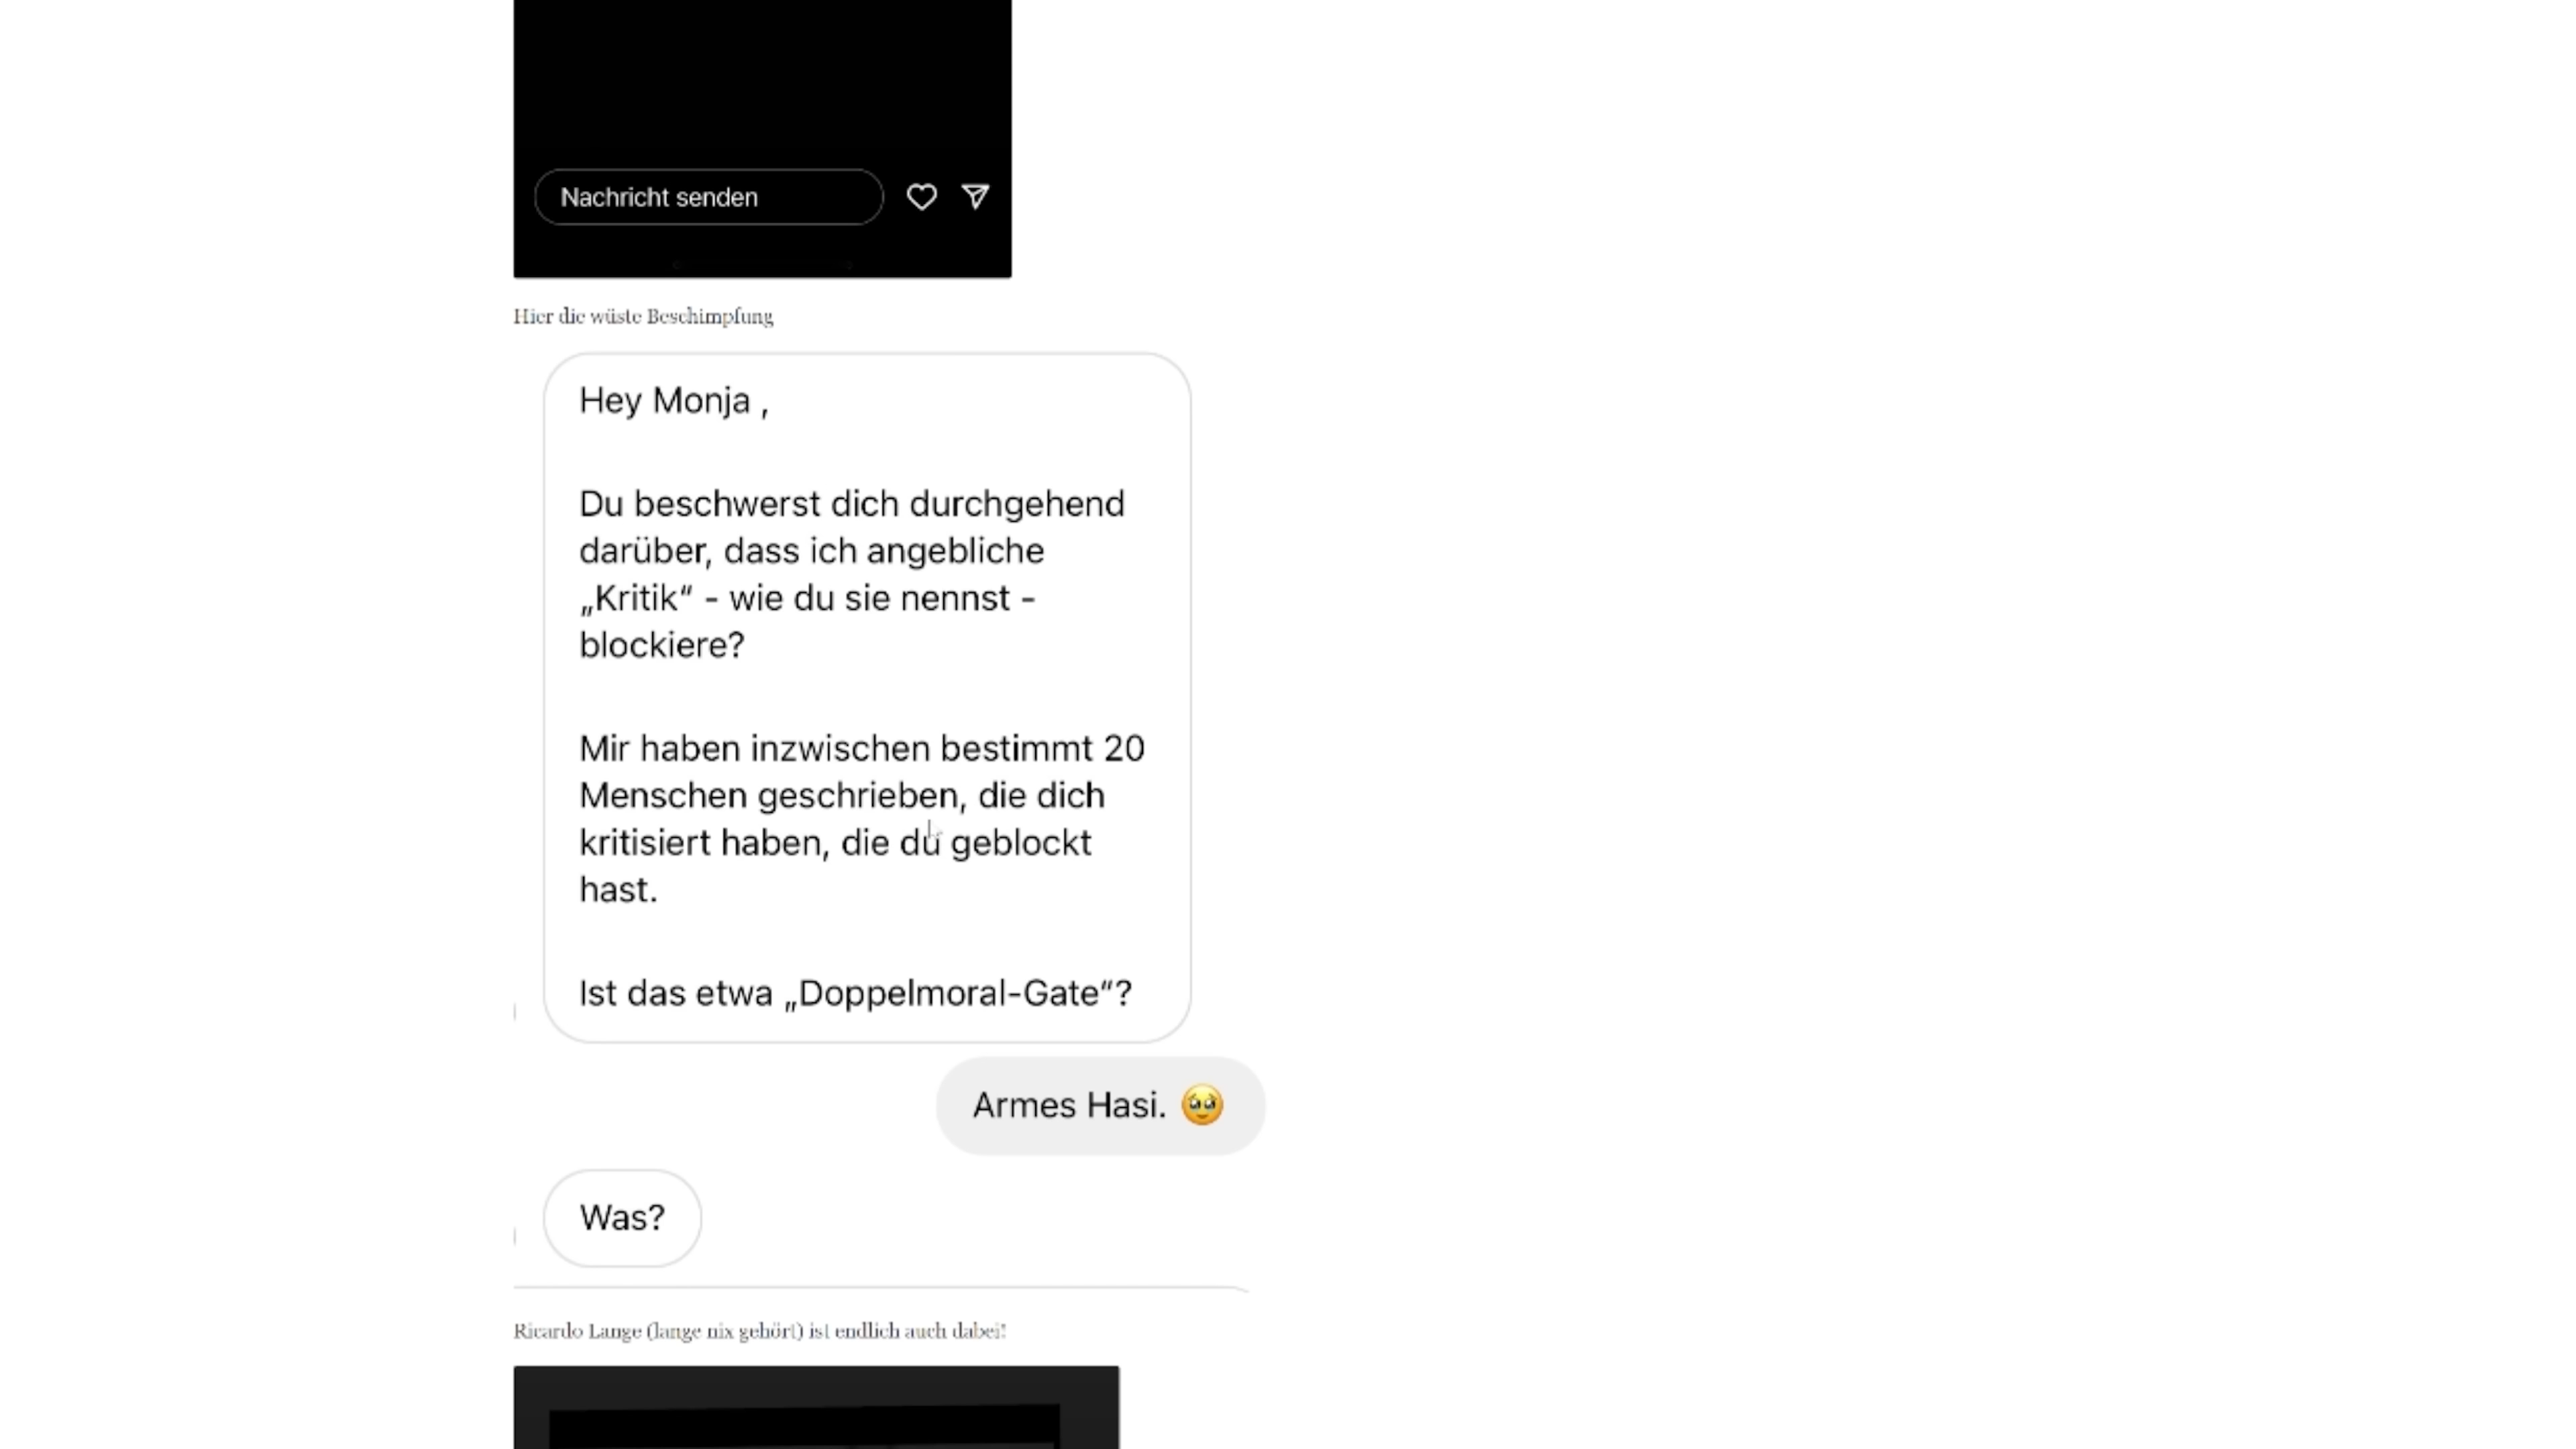 Nachricht senden
Hier die wüste Beschimpfung
Hey Monja ,
Du beschwerst dich durchgehend
darüber, dass ich angebliche
„Kritik“ - wie du sie nennst -
blockiere?
Mir haben inzwischen bestimmt 20
Menschen geschrieben, die dich
kritisiert haben, die du geblockt
hast.
Ist das etwa „Doppelmoral-Gate“?
Armes Hasi. 🥹
Was?
Ricardo Lange (lange nix gehört) ist endlich auch dabei!